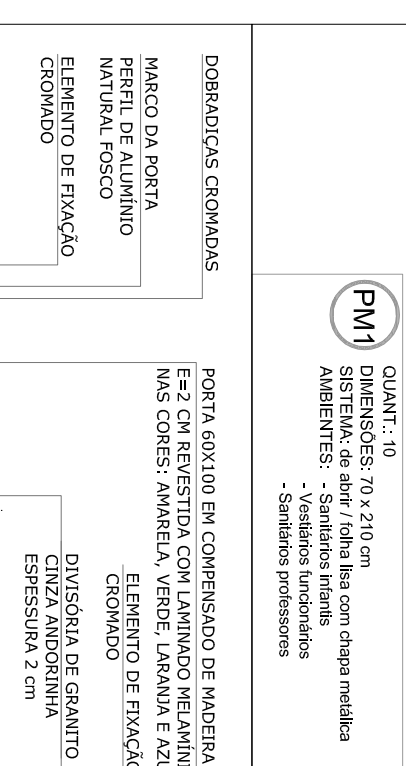 PM1
QUANT.: 10
DIMENSÕES: 70 x 210 cm
SISTEMA: de abrir / folha lisa com chapa metálica
AMBIENTES: - Sanitários infantis
- Vestiários funcionários
- Sanitários professores
DOBRADIÇAS CROMADAS
MARCO DA PORTA
PERFIL DE ALUMÍNIO
NATURAL FOSCO
ELEMENTO DE FIXAÇÃO
CROMADO
PORTA 60X100 EM COMPENSADO DE MADEIRA
E=2 CM REVESTIDA COM LAMINADO MELAMÍNI
NAS CORES: AMARELA, VERDE, LARANJA E AZU
ELEMENTO DE FIXAÇÃO
CROMADO
DIVISÓRIA DE GRANITO
CINZA ANDORINHA
ESPESSURA 2 cm